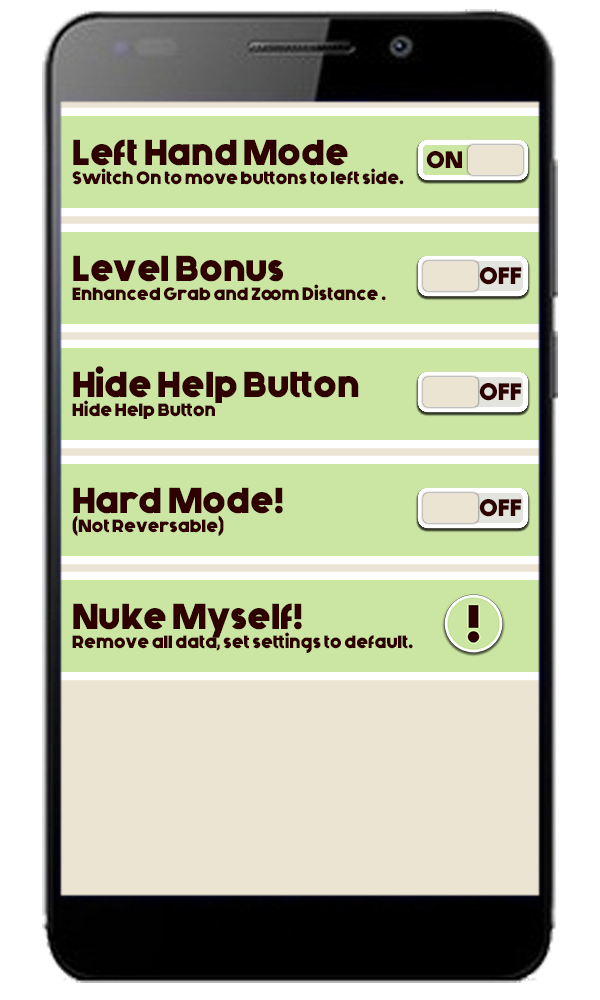 Left Hand Mode
ON
Switch On to move buttons to left side.
Level Bonus
OFF
Enhanced Grab and Zoom Distance .
Hide Help Button
OFF
Hide Help Button
Hard Mode!
OFF
(Not Reversable)
Nuke Myself!
!
Remove all data, set settings to default.